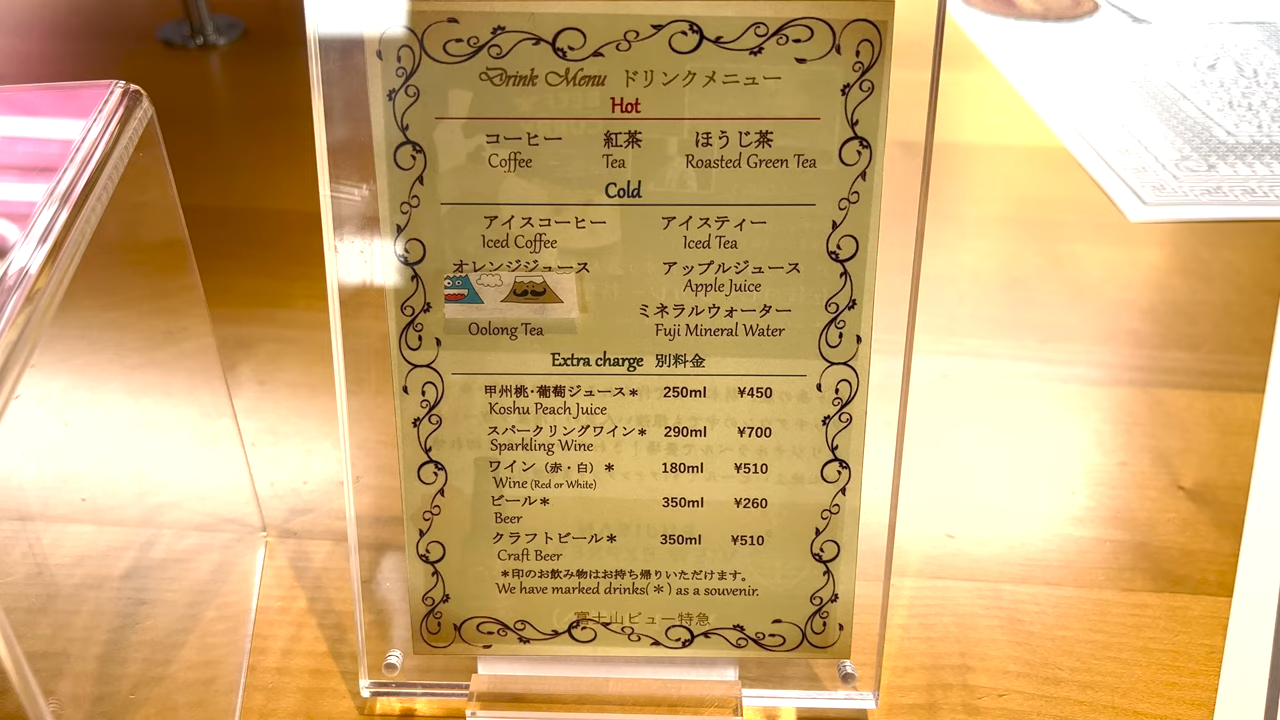 Drink Menu ドリンクメニュー
Hot
コーヒー 紅茶 ほうじ茶
Coffee Tea Roasted Green Tea
Cold
アイスコーヒー アイスティー
Iced Coffee Iced Tea
オレンジジュース アップルジュース
Apple Juice
ミネラルウォーター
Oolong Tea Fuji Mineral Water
Extra charge 別料金
甲州桃・葡萄ジュース＊ 250ml ¥450
Koshu Peach Juice
スパークリングワイン＊ 290ml ¥700
Sparkling Wine
ワイン（赤・白）＊ 180ml ¥510
Wine (Red or White)
ビール＊ 350ml ¥260
Beer
クラフトビール＊ 350ml ¥510
Craft Beer
＊印のお飲み物はお持ち帰りいただけます。
We have marked drinks(＊) as a souvenir.
富士山ビュー特急